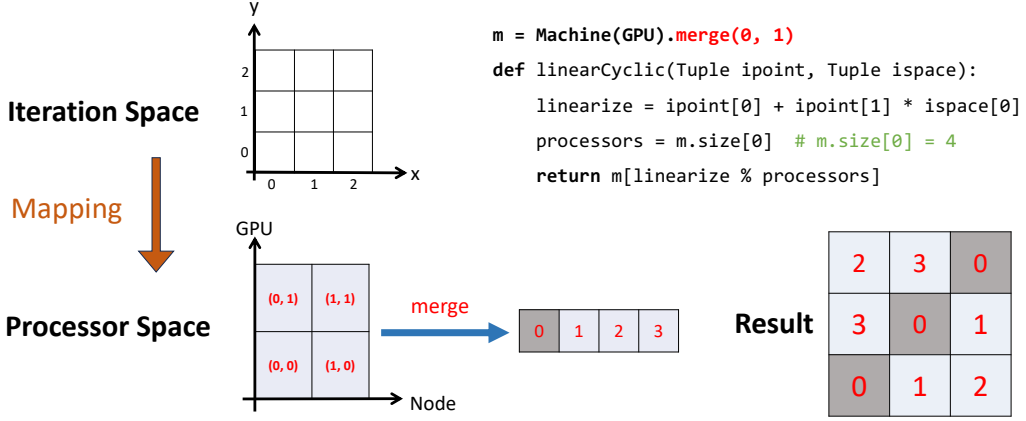 y
2
1
0
0 1 2
x
Iteration Space
Mapping
Processor Space
m = Machine(GPU).merge(0, 1)
def linearCyclic(Tuple ipoint, Tuple ispace):
linearize = ipoint[0] + ipoint[1] * ispace[0]
processors = m.size[0] # m.size[0] = 4
return m[linearize % processors]
GPU
(0, 1) (1, 1)
(0, 0) (1, 0)
Node
merge
0 1 2 3
Result
2 3 0
3 0 1
0 1 2